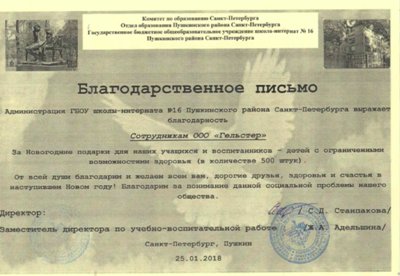 Комитет по образованию Санкт-Петербурга
Отдел образования Пушкинского района Санкт-Петербурга
Государственное бюджетное общеобразовательное учреждение школа-интернат № 16
Пушкинского района Санкт-Петербурга
Благодарственное письмо
Администрация ГБОУ школы-интерната №16 Пушкинского района Санкт-Петербурга выражает
благодарность
Сотрудникам ООО «Гельстер»
За Новогодние подарки для наших учащихся и воспитанников – детей с ограниченными
возможностями здоровья (в количестве 500 штук).
От всей души благодарим и желаем всем вам, дорогие друзья, здоровья и счастья в
наступившем Новом году! Благодарим за понимание данной социальной проблемы нашего
общества.
Директор: / С.Д. Стаипакова/
Заместитель директора по учебно-воспитательной работе /Ж.А. Адельшина/
Санкт-Петербург, Пушкин
25.01.2018